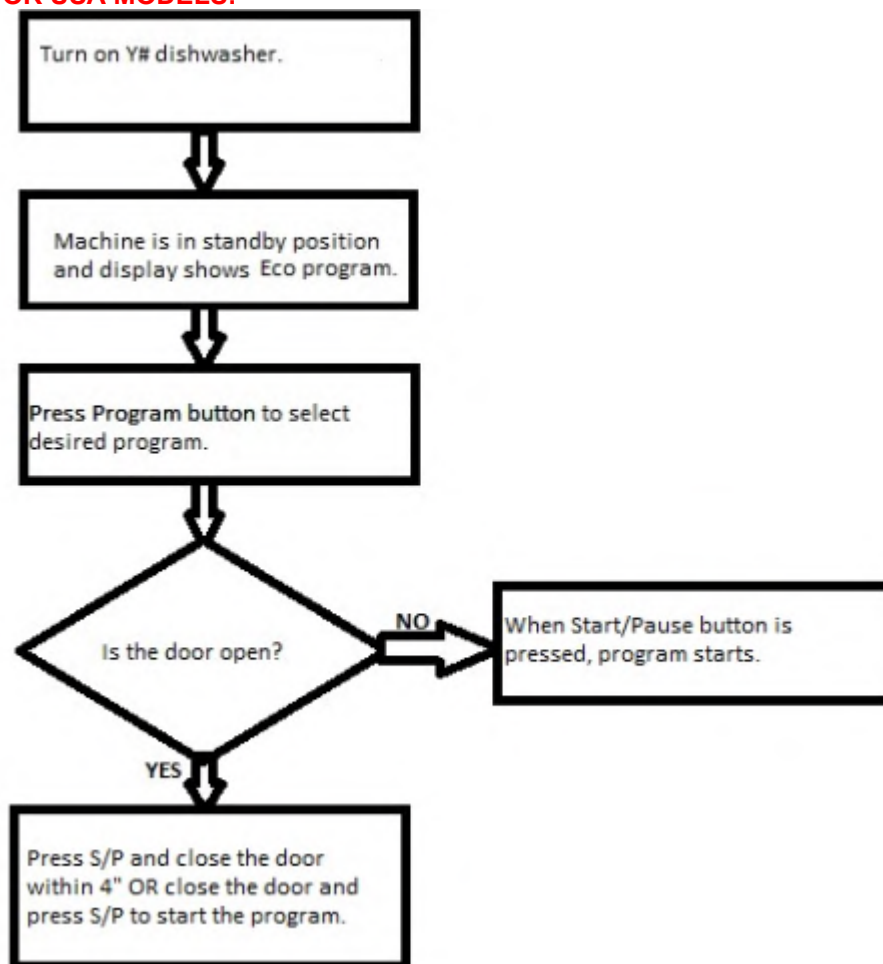 OR USA MODELS:
Turn on Y# dishwasher.
Machine is in standby position
and display shows Eco program.
Press Program button to select
desired program.
Is the door open?
NO
When Start/Pause button is
pressed, program starts.
YES
Press S/P and close the door
within 4" OR close the door and
press S/P to start the program.